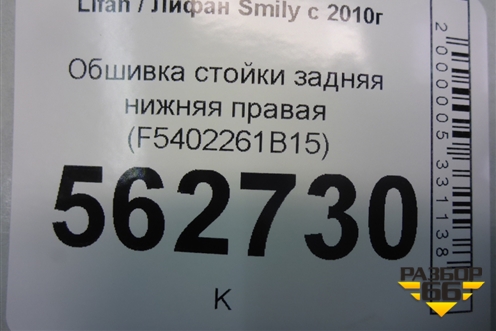 Lifan / Лифан Smily с 2010г
Обшивка стойки задняя
нижняя правая
(F5402261B15)
562730
К
2000005331138
РАЗБОР
66